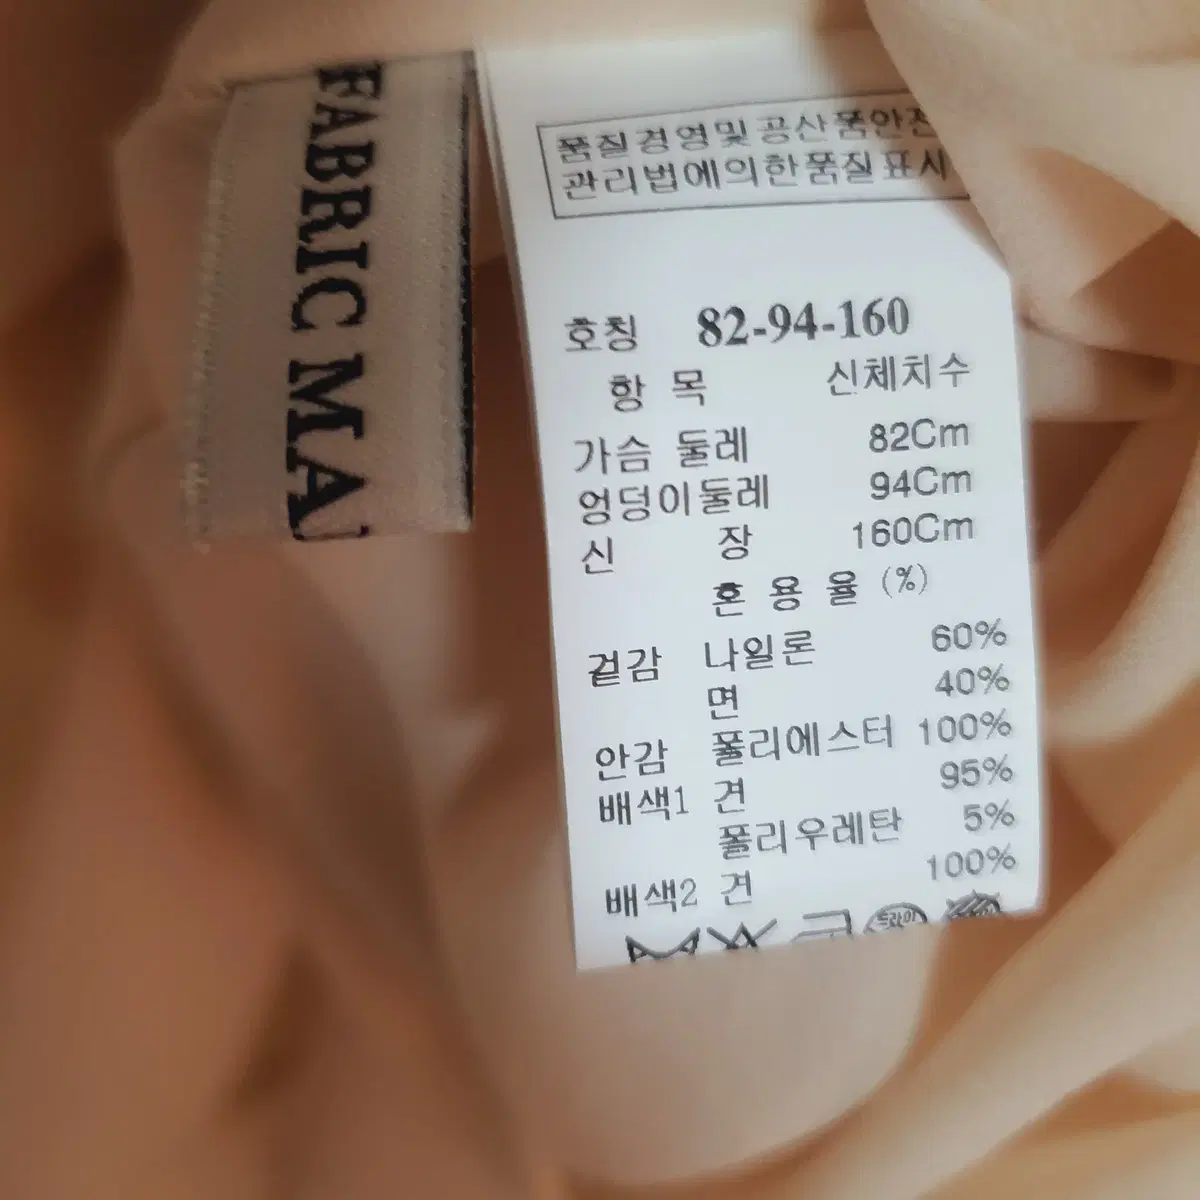 FABRIC MA
품질경영및공산품안전
관리법에의한품질표시
호칭 82-94-160
항 목 신체치수
가슴 둘레 82Cm
엉덩이둘레 94Cm
신 장 160Cm
혼 용 율 (%)
겉감 나일론 60%
면 40%
안감 폴리에스터 100%
배색1 견 95%
폴리우레탄 5%
배색2 견 100%
드라이